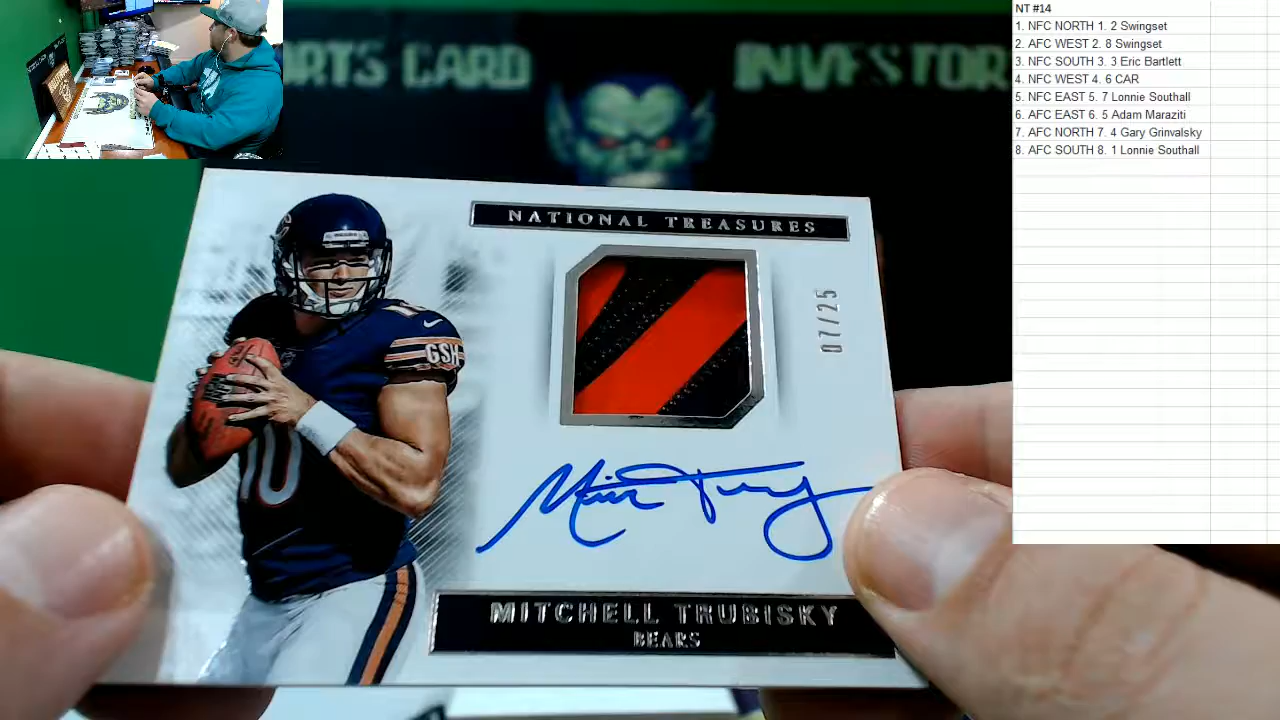 RTS CARD INVESTOR
NT #14
1. NFC NORTH 1. 2 Swingset
2. AFC WEST 2. 8 Swingset
3. NFC SOUTH 3. 3 Eric Bartlett
4. NFC WEST 4. 6 CAR
5. NFC EAST 5. 7 Lonnie Southall
6. AFC EAST 6. 5 Adam Maraziti
7. AFC NORTH 7. 4 Gary Grinvalsky
8. AFC SOUTH 8. 1 Lonnie Southall
NATIONAL TREASURES
07/25
GSH
10
MITCHELL TRUBISKY
BEARS